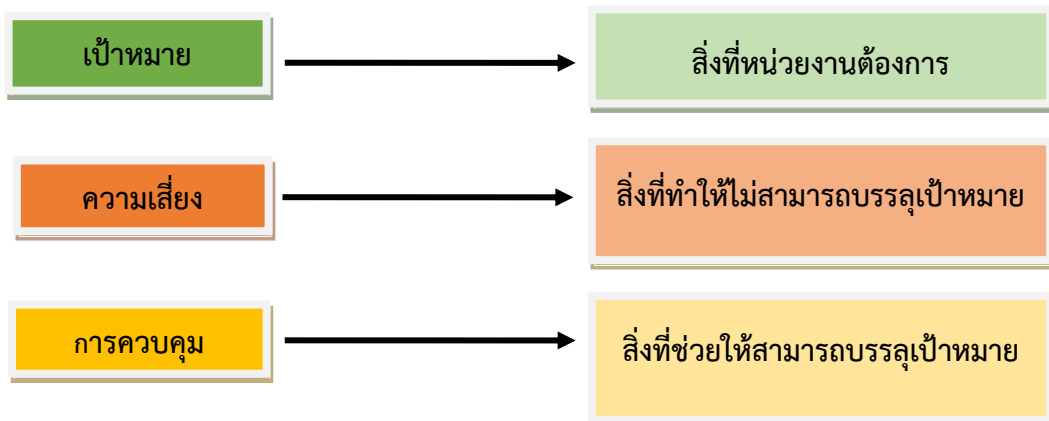 เป้าหมาย
สิ่งที่หน่วยงานต้องการ
ความเสี่ยง
สิ่งที่ทำให้ไม่สามารถบรรลุเป้าหมาย
การควบคุม
สิ่งที่ช่วยให้สามารถบรรลุเป้าหมาย